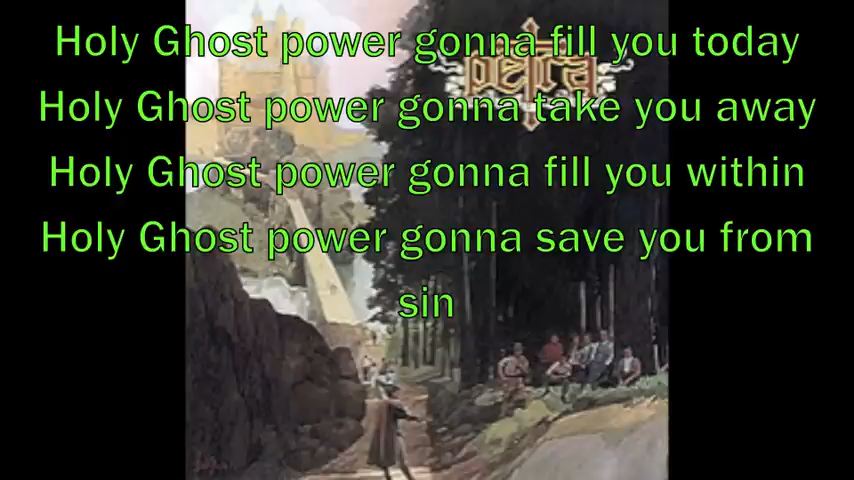 Holy Ghost power gonna fill you today
petra
Holy Ghost power gonna take you away
Holy Ghost power gonna fill you within
Holy Ghost power gonna save you from
sin